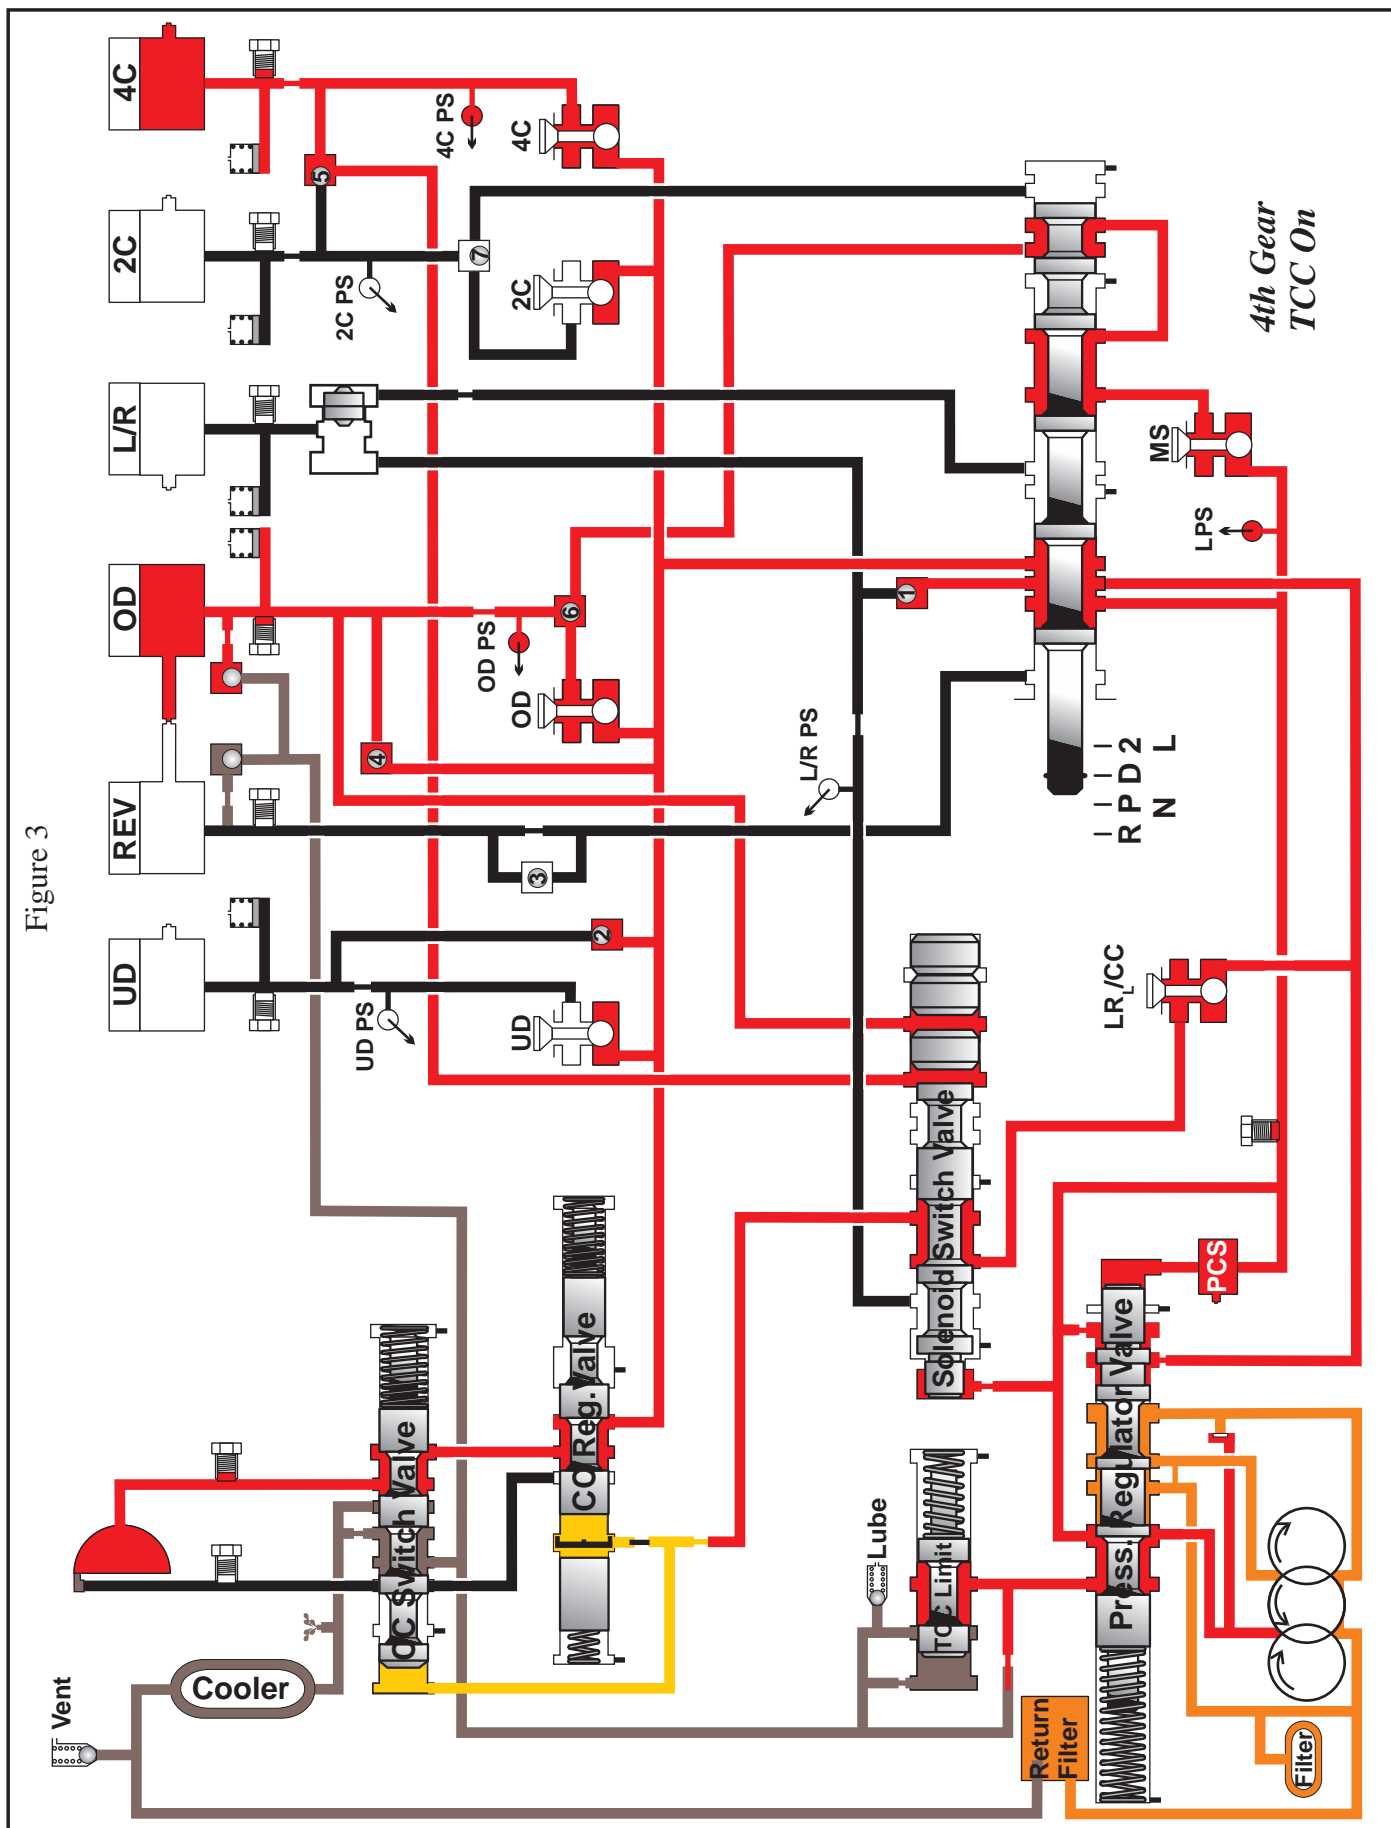 Figure 3
UD
REV
OD
L/R
2C
4C
UD PS
OD PS
2C PS
4C PS
L/R PS
5
7
4
6
3
2
1
UD
OD
2C
4C
4th Gear
TCC On
MS
LPS
R P D 2
N L
LR L/CC
Solenoid Switch Valve
CC Reg. Valve
CC Switch Valve
PCS
Press. Regulator Valve
TCC Limit
Lube
Cooler
Vent
Return
Filter
Filter